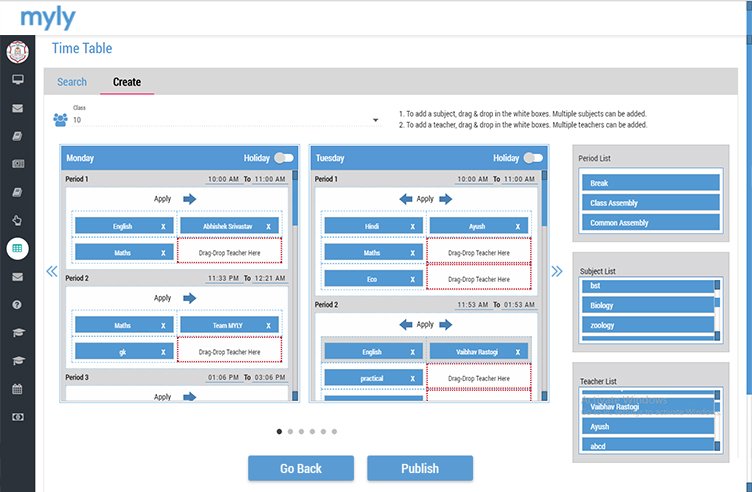 myly
Time Table
Search Create
Class
10
1. To add a subject, drag & drop in the white boxes. Multiple subjects can be added.
2. To add a teacher, drag & drop in the white boxes. Multiple teachers can be added.
Monday Holiday
Period 1 10:00 AM To 11:00 AM
Apply
English X Abhishek Srivastav X
Maths X Drag-Drop Teacher Here
Period 2 11:33 PM To 12:21 AM
Apply
Maths X Team MYLY X
gk X Drag-Drop Teacher Here
Period 3 01:06 PM To 03:06 PM
Apply
Tuesday Holiday
Period 1 10:00 AM To 11:00 AM
Apply
Hindi X Ayush X
Maths X Drag-Drop Teacher Here
Eco X Drag-Drop Teacher Here
Period 2 11:53 AM To 01:53 AM
Apply
English X Vaibhav Rastogi X
practical X Drag-Drop Teacher Here
Period List
Break
Class Assembly
Common Assembly
Subject List
bst
Biology
zoology
Teacher List
Activate Windows
Vaibhav Rastogi
Ayush
abcd
Go Back Publish